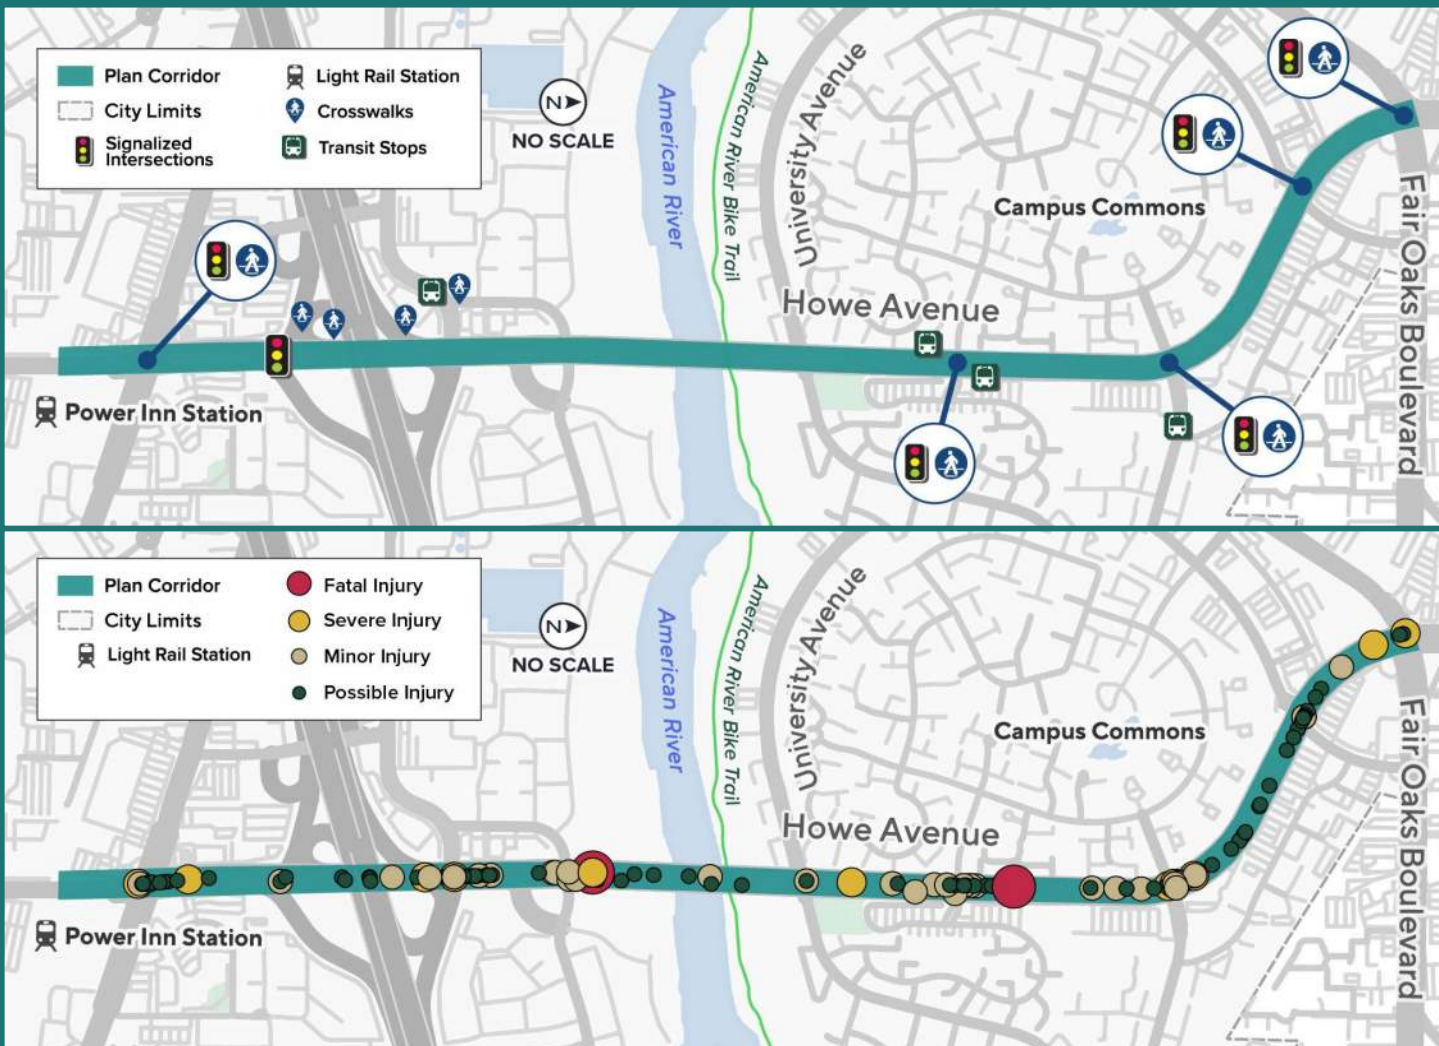 Plan Corridor
City Limits
Signalized
Intersections
Light Rail Station
Crosswalks
Transit Stops
N
NO SCALE
American River
American River Bike Trail
University Avenue
Campus Commons
Howe Avenue
Fair Oaks Boulevard
Power Inn Station
Plan Corridor
City Limits
Light Rail Station
Fatal Injury
Severe Injury
Minor Injury
Possible Injury
N
NO SCALE
American River
American River Bike Trail
University Avenue
Campus Commons
Howe Avenue
Fair Oaks Boulevard
Power Inn Station